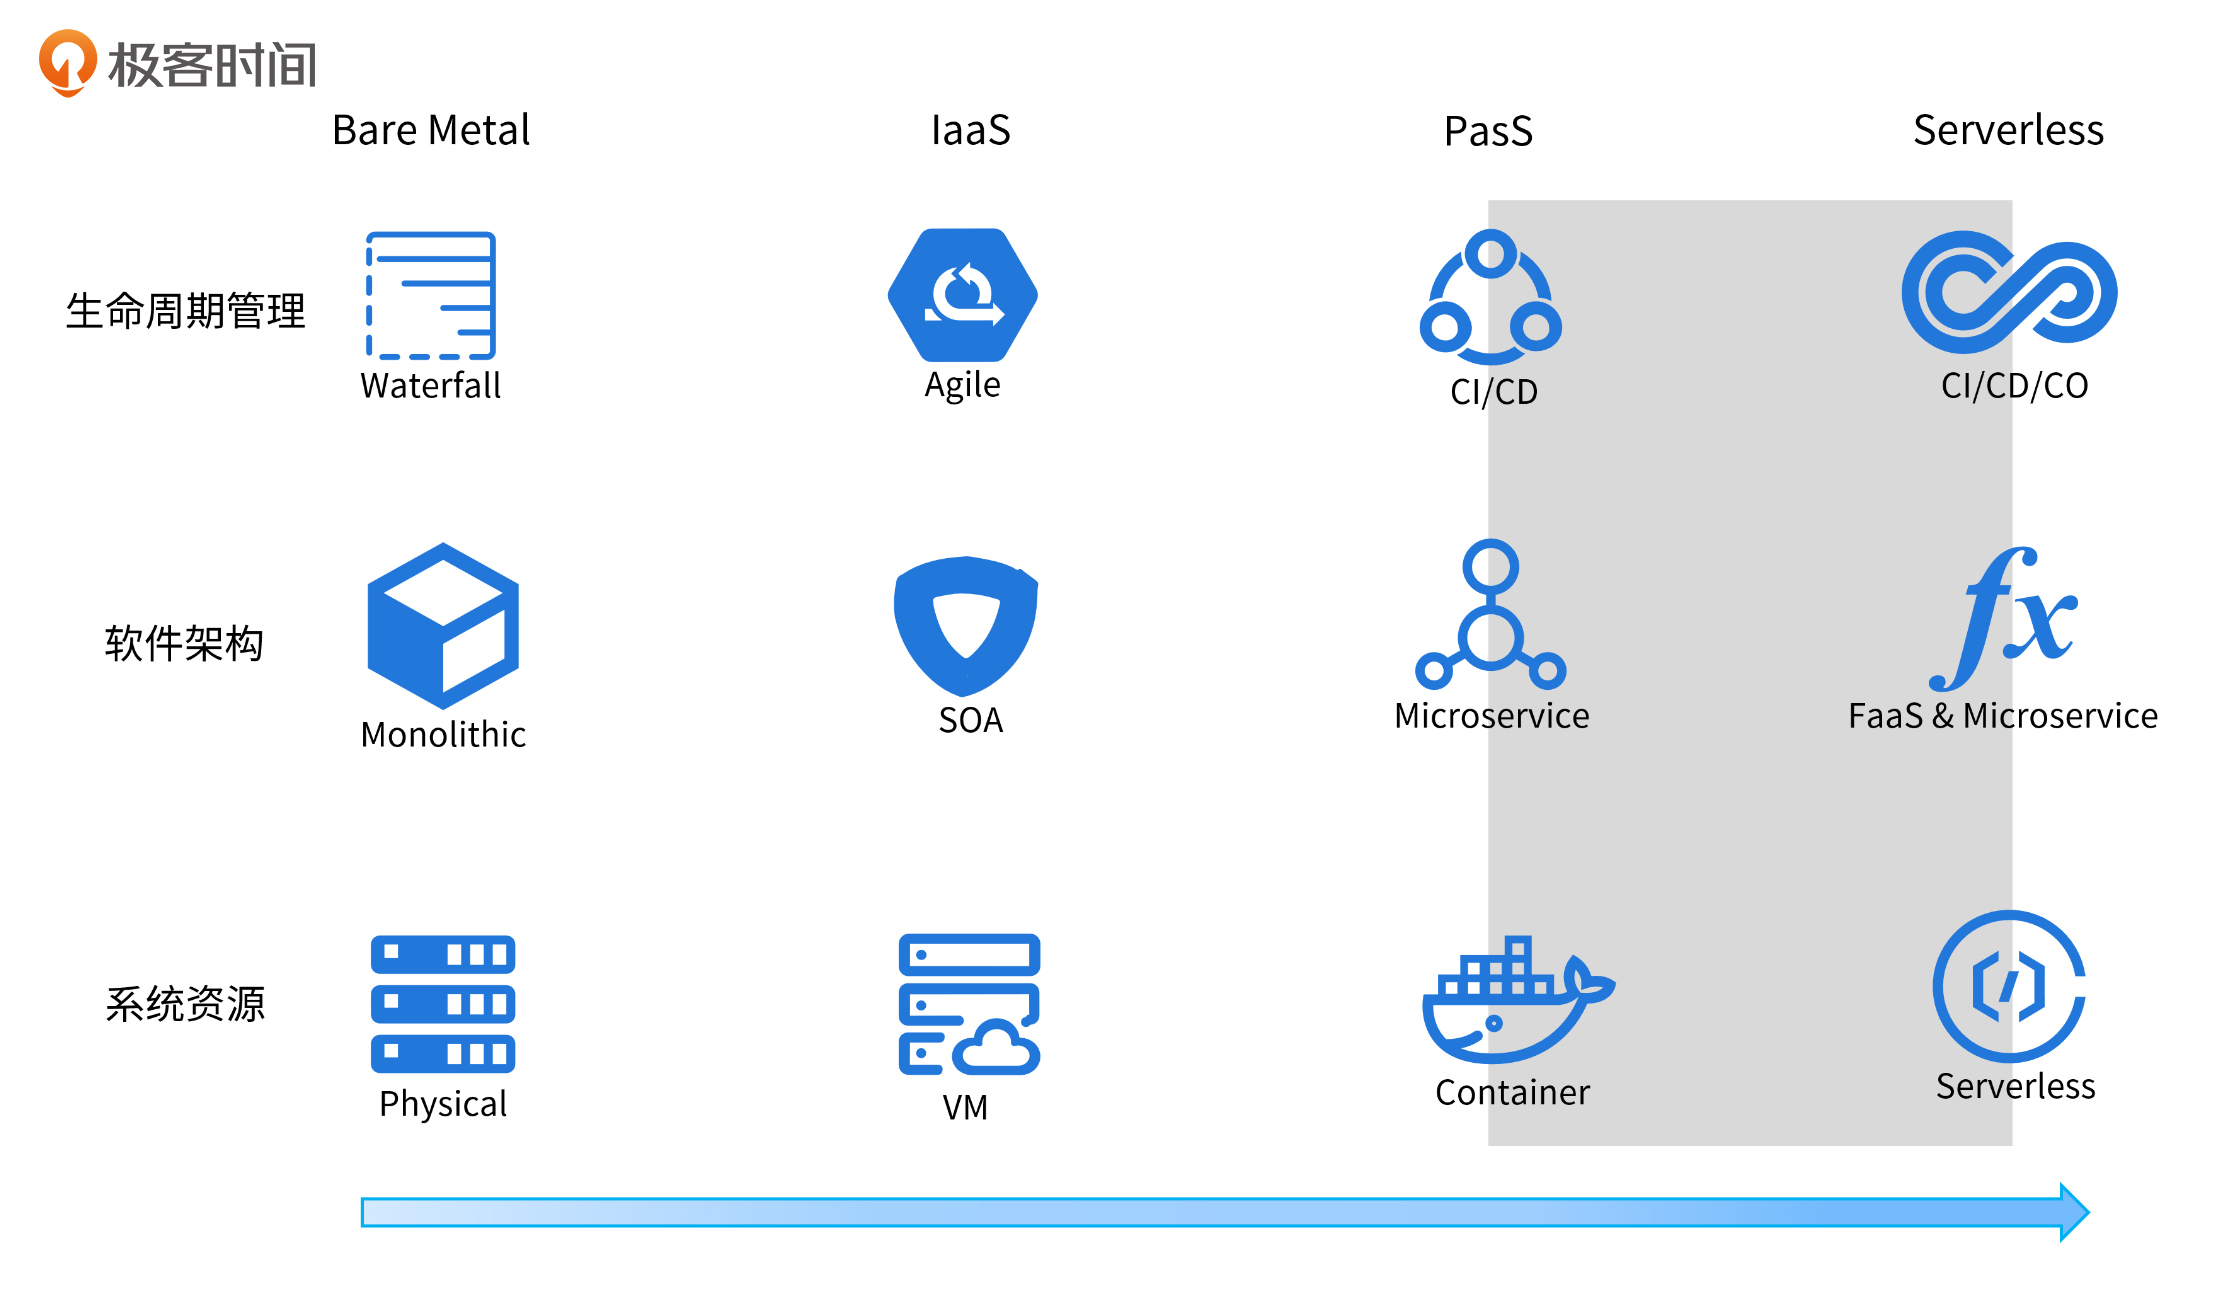 极客时间
Bare Metal IaaS PasS Serverless
生命周期管理
Waterfall Agile CI/CD CI/CD/CO
软件架构
fx
Monolithic SOA Microservice FaaS & Microservice
系统资源
Physical VM Container Serverless